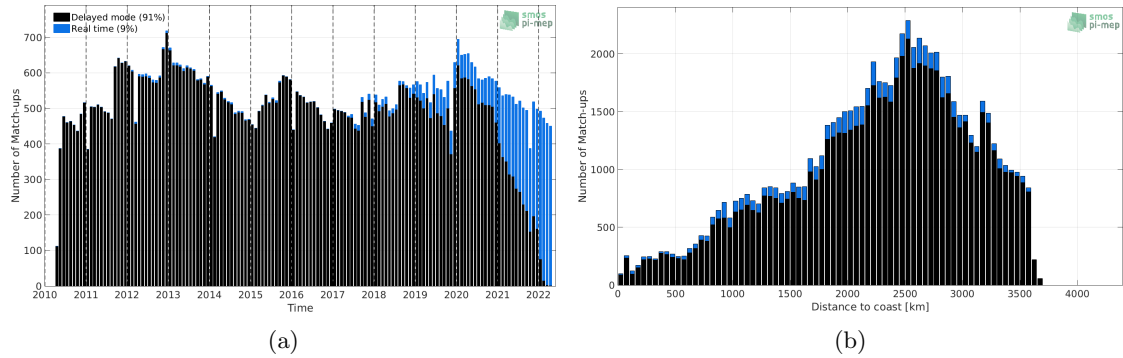 Delayed mode (91%)
Real time (9%)
smos
pi-mep
Number of Match-ups
700
600
500
400
300
200
100
0
2010 2011 2012 2013 2014 2015 2016 2017 2018 2019 2020 2021 2022
Time
(a)
smos
pi-mep
Number of Match-ups
2000
1500
1000
500
0
0 500 1000 1500 2000 2500 3000 3500 4000
Distance to coast [km]
(b)